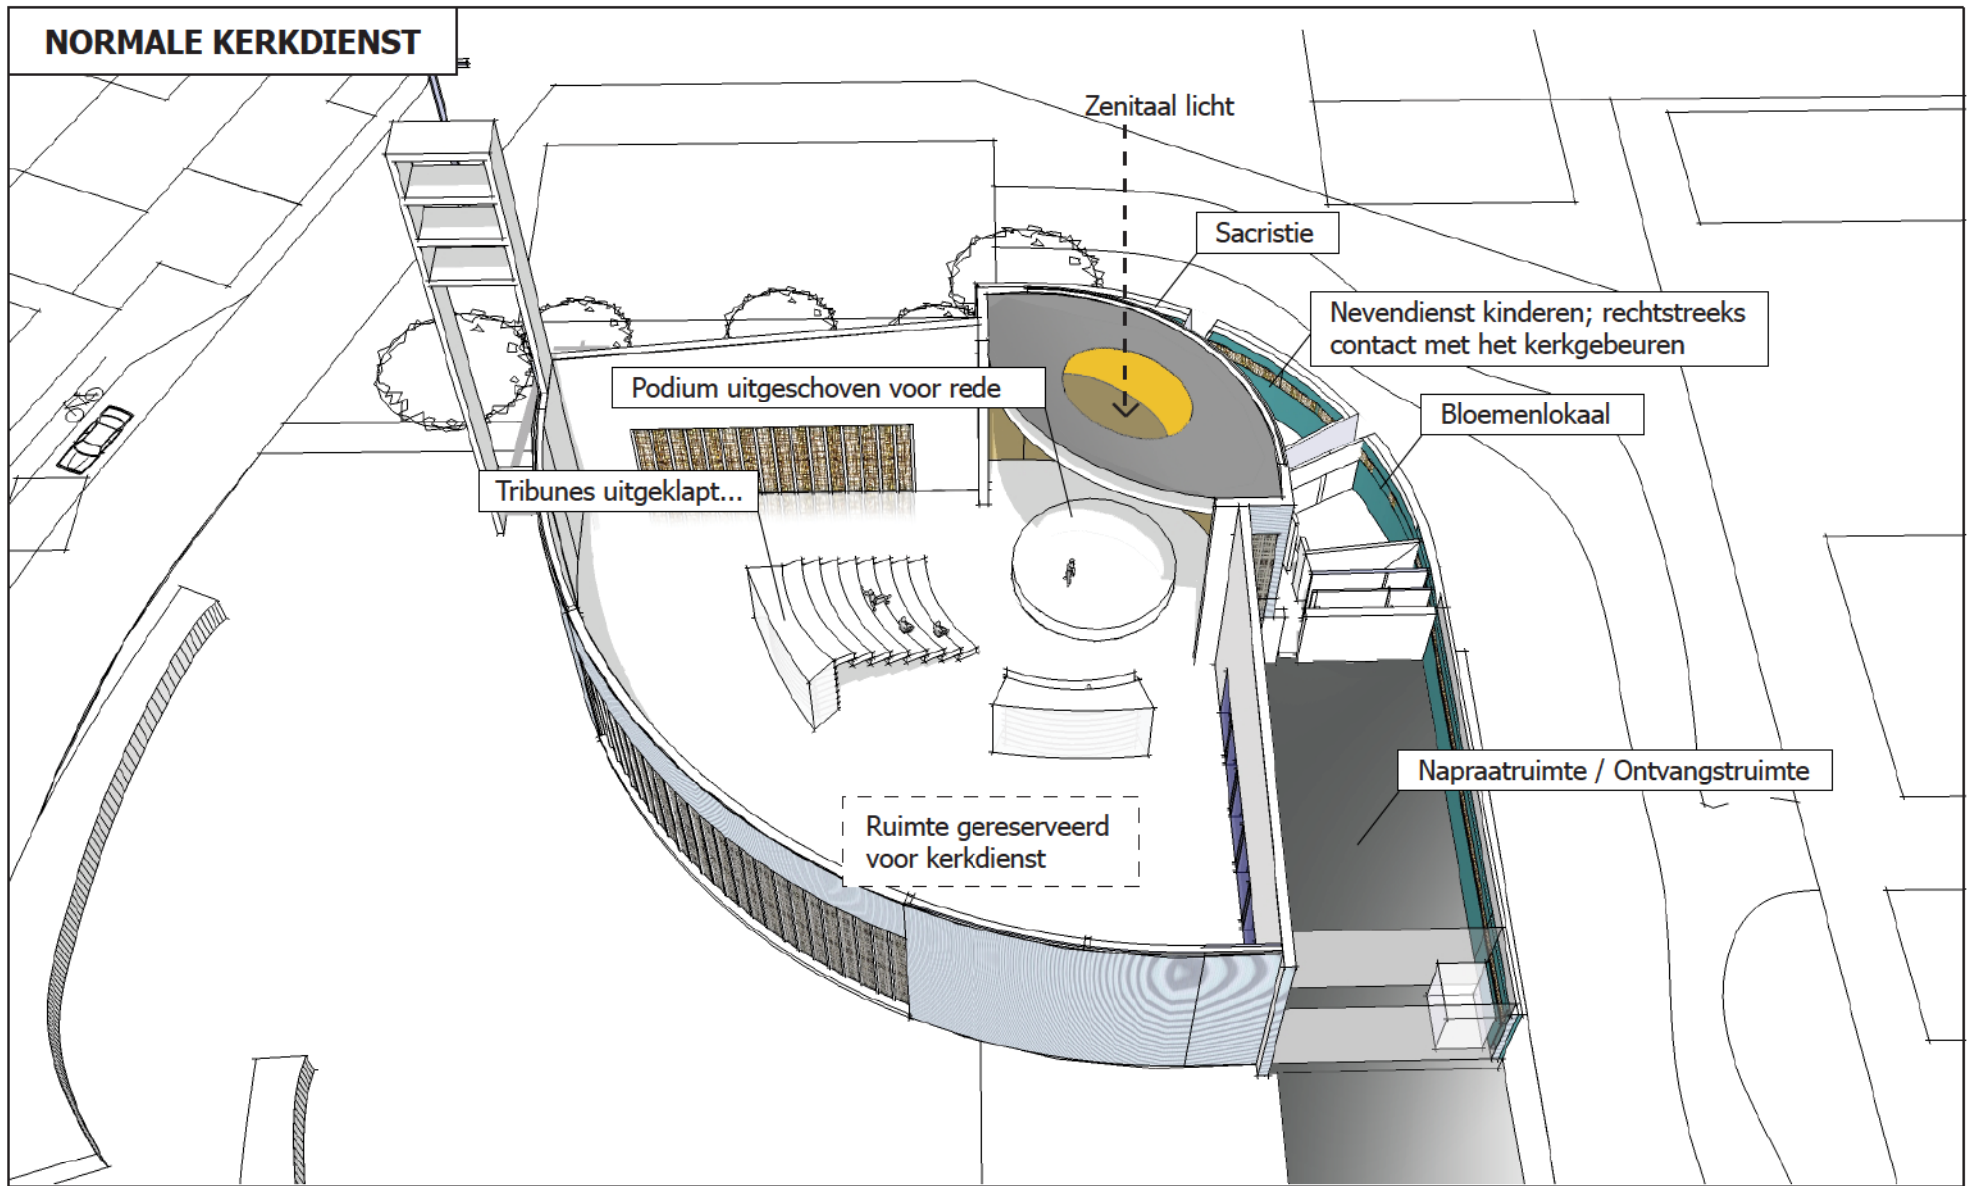 NORMALE KERKDIENST
Zenitaal licht
Sacristie
Nevendienst kinderen; rechtstreeks
contact met het kerkgebeuren
Podium uitgeschoven voor rede
Bloemenlokaal
Tribunes uitgeklapt...
Napraatruimte / Ontvangstruimte
Ruimte gereserveerd
voor kerkdienst